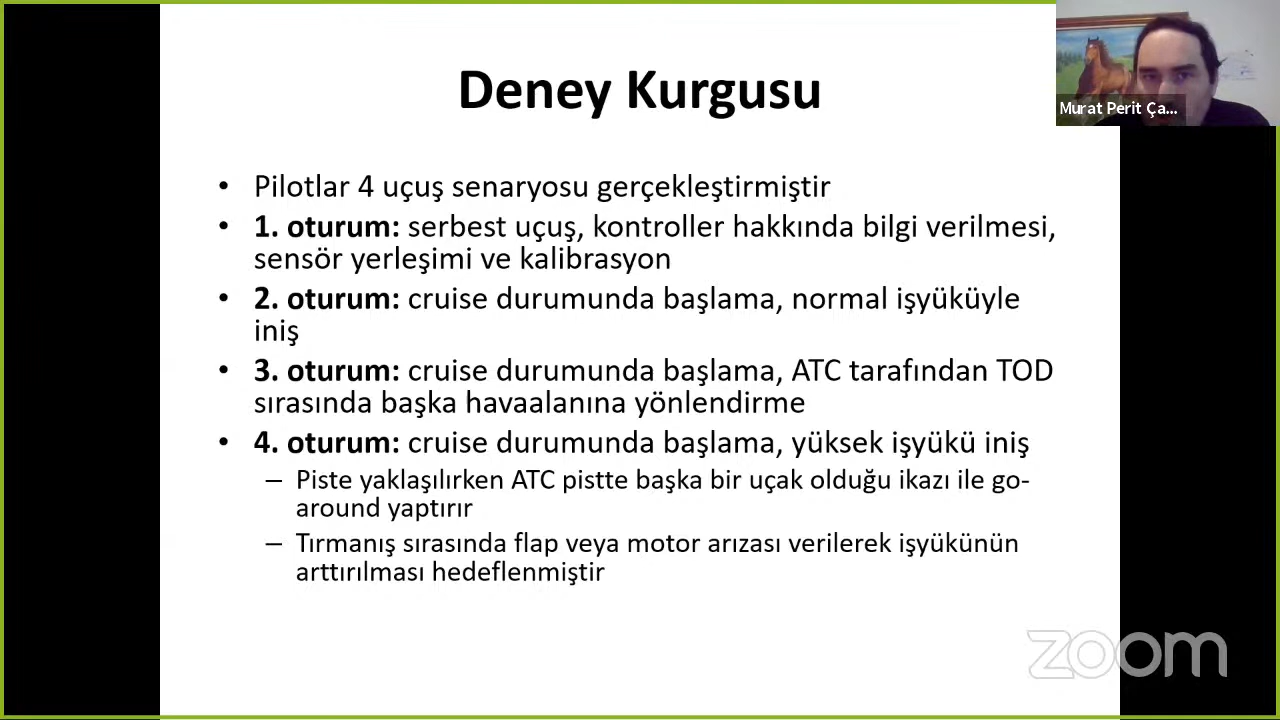 Deney Kurgusu
Murat Perit Ça...
• Pilotlar 4 uçuş senaryosu gerçekleştirmiştir
• 1. oturum: serbest uçuş, kontroller hakkında bilgi verilmesi,
sensör yerleşimi ve kalibrasyon
• 2. oturum: cruise durumunda başlama, normal işyüküyle
iniş
• 3. oturum: cruise durumunda başlama, ATC tarafından TOD
sırasında başka havaalanına yönlendirme
• 4. oturum: cruise durumunda başlama, yüksek işyükü iniş
– Piste yaklaşılırken ATC pistte başka bir uçak olduğu ikazı ile go-
around yaptırır
– Tırmanış sırasında flap veya motor arızası verilerek işyükünün
arttırılması hedeflenmiştir
zoom